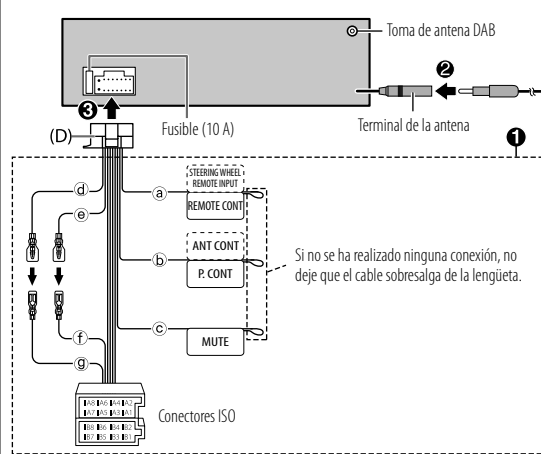 Toma de antena DAB
❷
❸
Fusible (10 A)
Terminal de la antena
❶
(D)
ⓓ
ⓔ
ⓐ
STEERING WHEEL
REMOTE INPUT
REMOTE CONT
ANT CONT
ⓑ
P. CONT
Si no se ha realizado ninguna conexión, no
deje que el cable sobresalga de la lengüeta.
ⓒ
MUTE
ⓕ
ⓖ
A8 A6 A4 A2
A7 A5 A3 A1
B8 B6 B4 B2
B7 B5 B3 B1
Conectores ISO